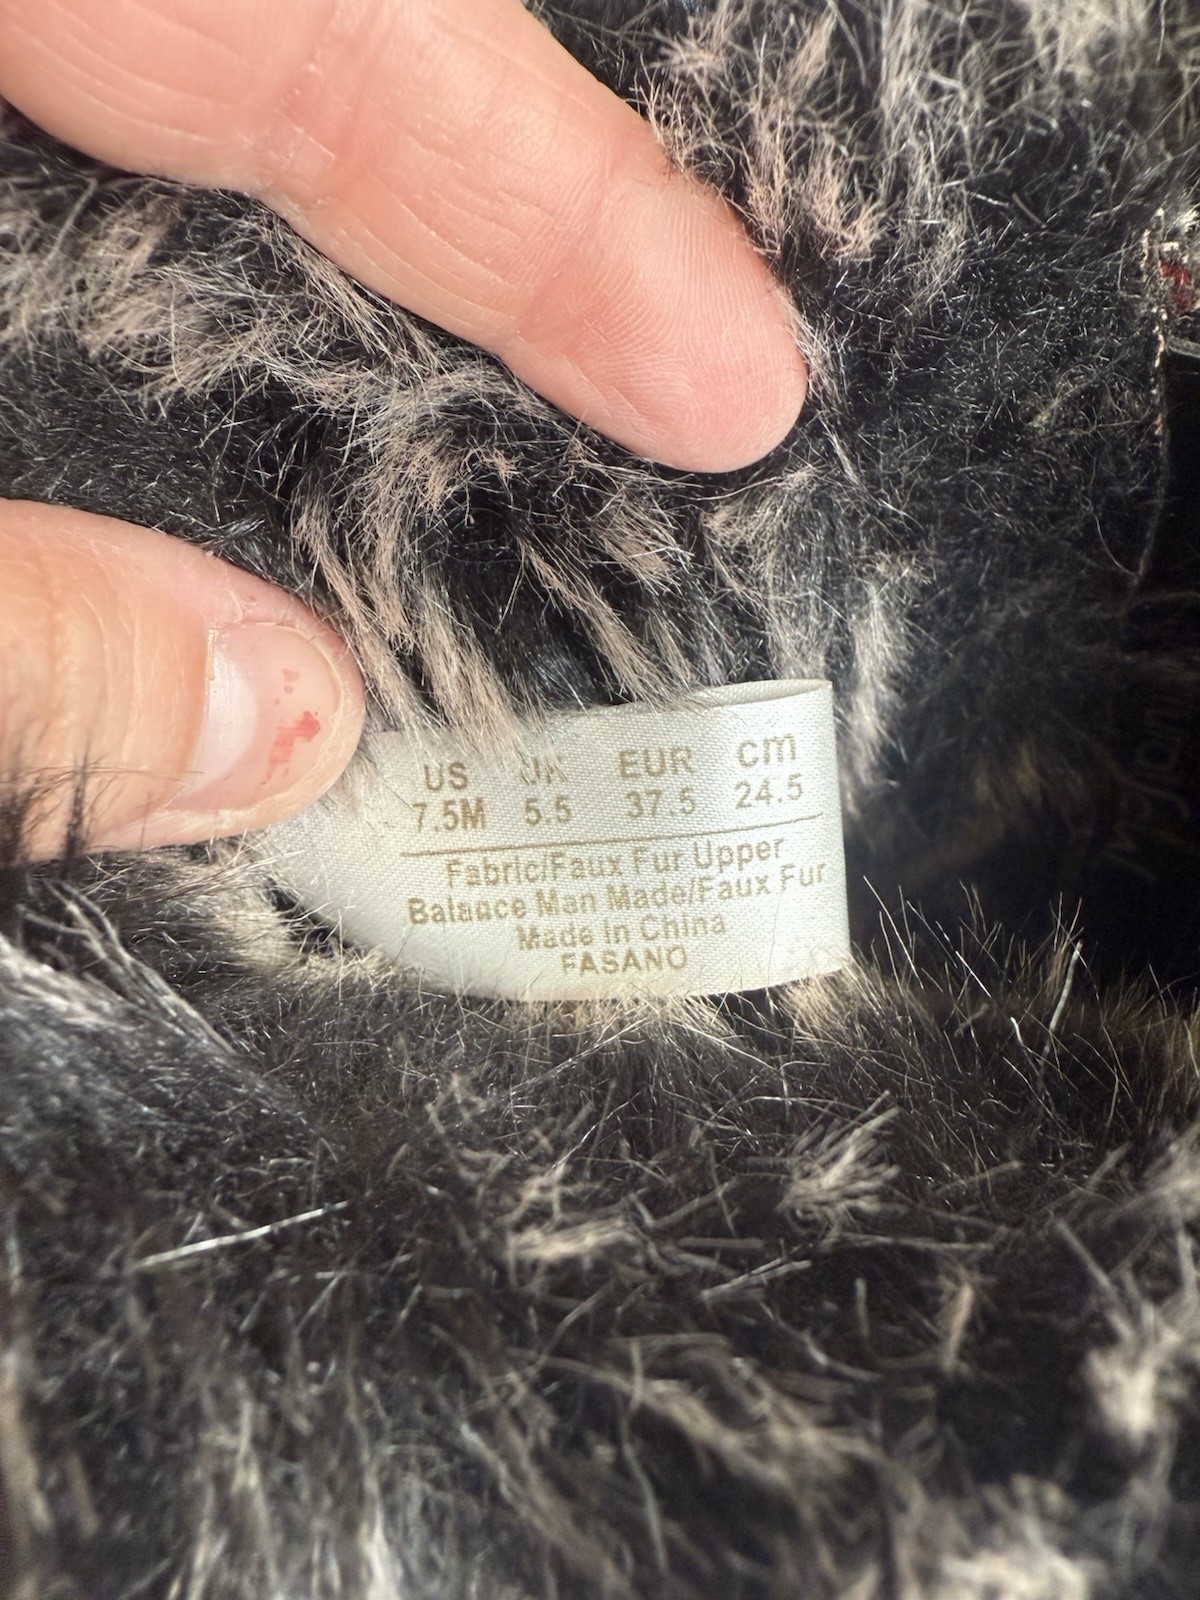 US UK EUR cm
7.5M 5.5 37.5 24.5
Fabric/Faux Fur Upper
Balance Man Made/Faux Fur
Made in China
FASANO